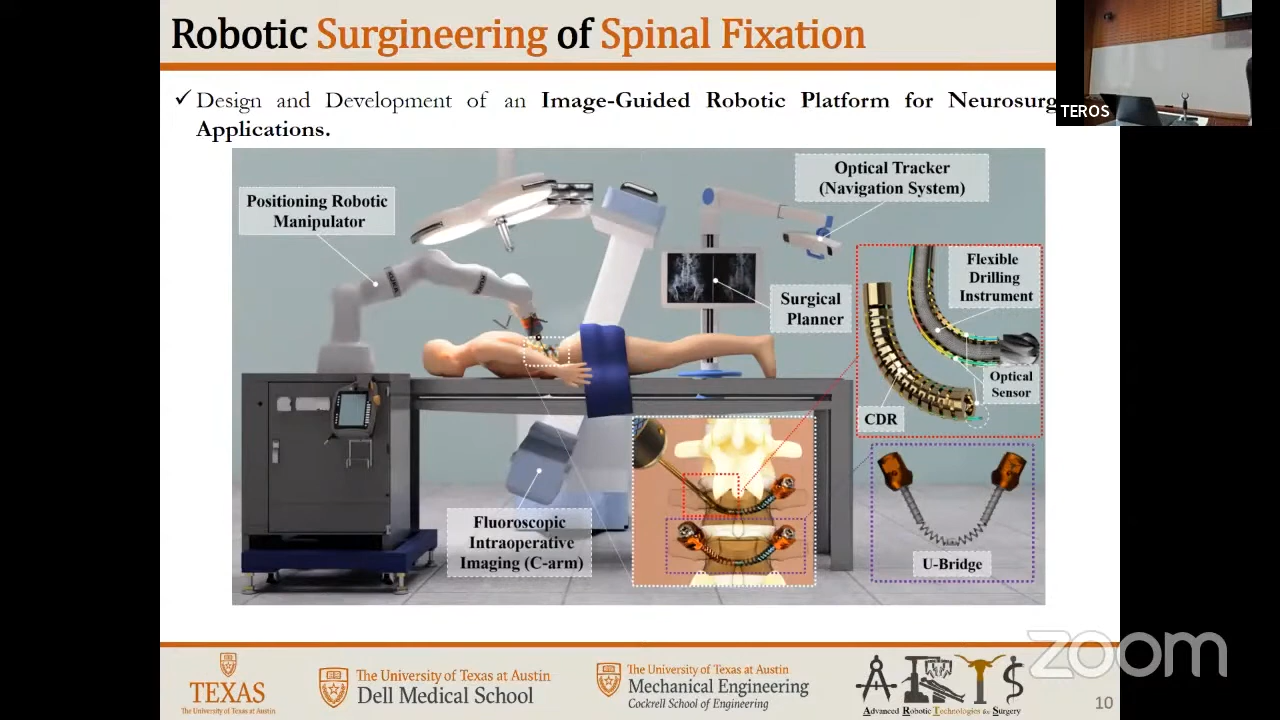 Robotic Surgineering of Spinal Fixation
✓ Design and Development of an Image-Guided Robotic Platform for Neurosurg
Applications.
TEROS
Positioning Robotic
Manipulator
Optical Tracker
(Navigation System)
Surgical
Planner
Flexible
Drilling
Instrument
Optical
Sensor
CDR
Fluoroscopic
Intraoperative
Imaging (C-arm)
U-Bridge
zoom
TEXAS
The University of Texas at Austin
The University of Texas at Austin
Dell Medical School
The University of Texas at Austin
Mechanical Engineering
Cockrell School of Engineering
ARTS
Advanced Robotic Technologies for Surgery
10